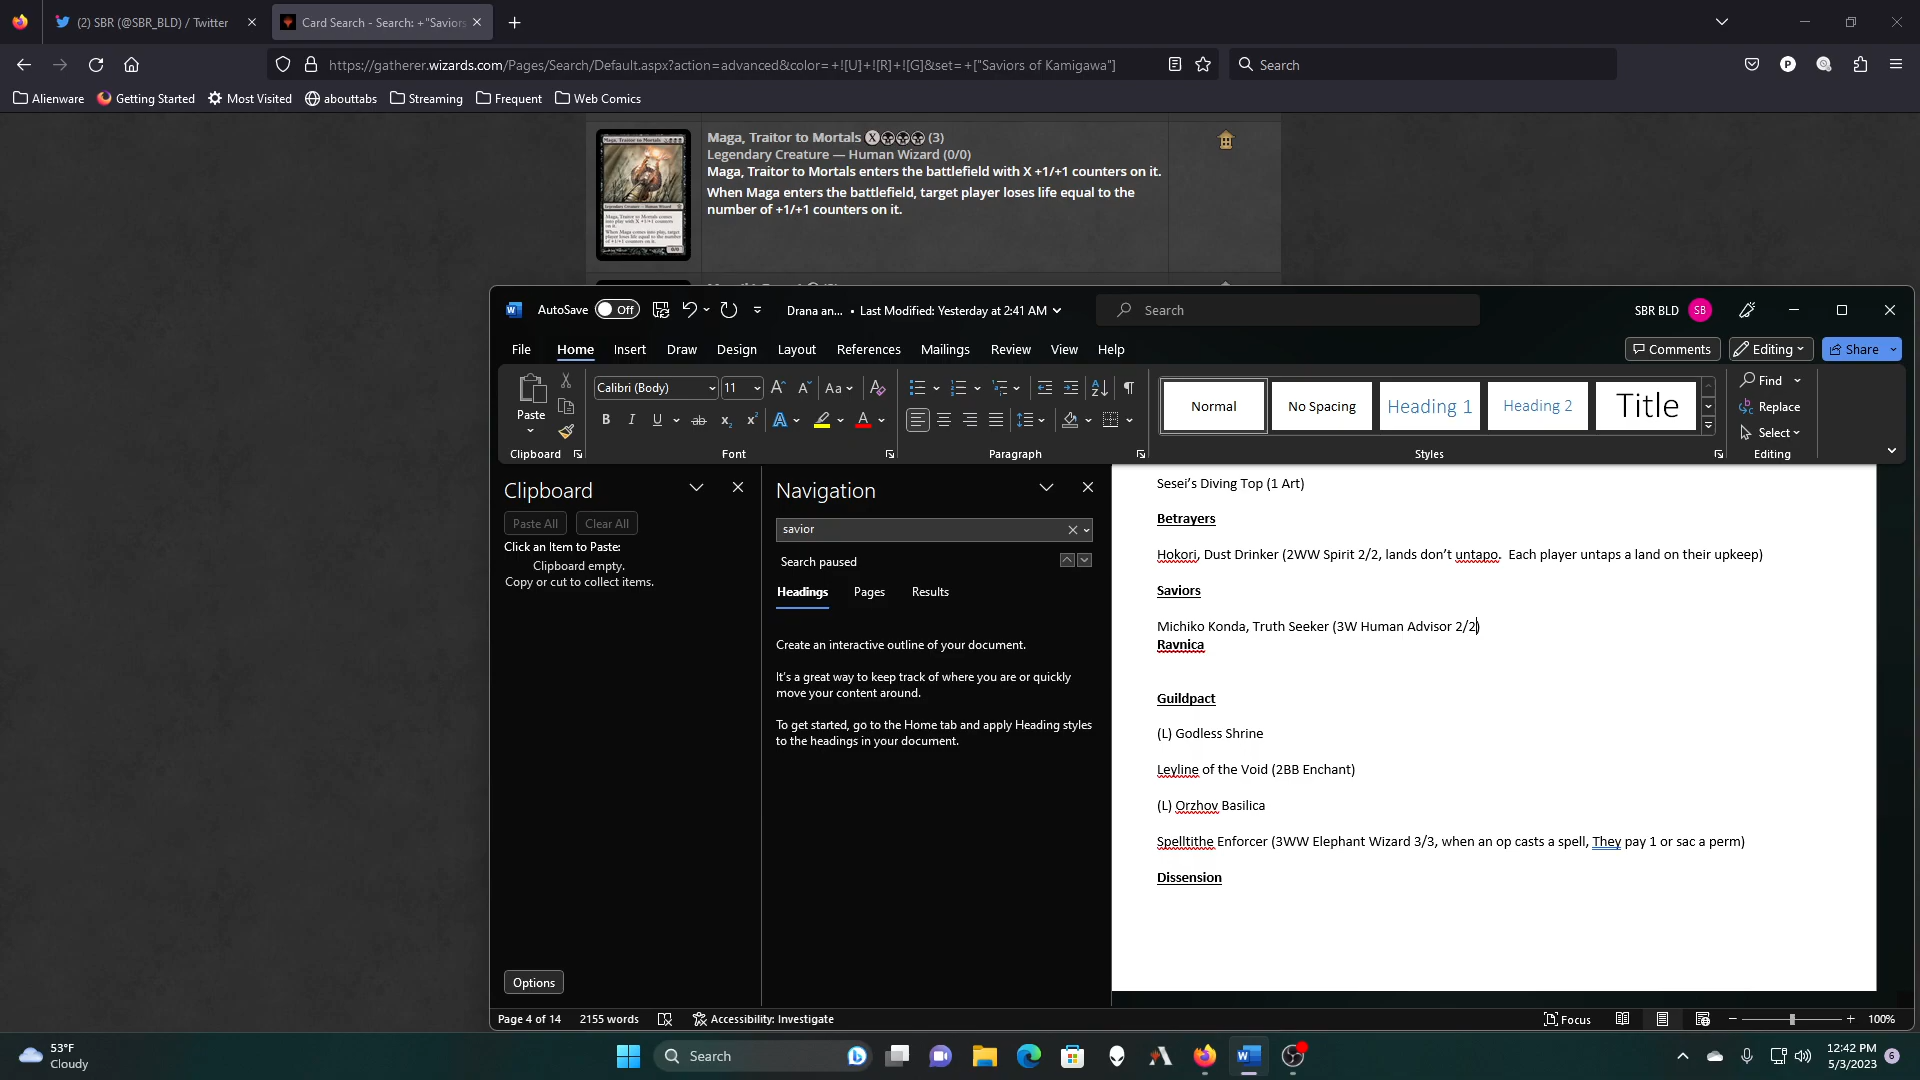 (2) SBR (@SBR_BLD) / Twitter
Card Search - Search: +"Saviors
https://gatherer.wizards.com/Pages/Search/Default.aspx?action=advanced&color=+![U]+![R]+![G]&set=+["Saviors of Kamigawa"]
Search
Alienware
Getting Started
Most Visited
abouttabs
Streaming
Frequent
Web Comics
Maga, Traitor to Mortals X (3)
Legendary Creature — Human Wizard (0/0)
Maga, Traitor to Mortals enters the battlefield with X +1/+1 counters on it.
When Maga enters the battlefield, target player loses life equal to the
number of +1/+1 counters on it.
AutoSave Off
Drana an... • Last Modified: Yesterday at 2:41 AM
Search
SBR BLD SB
File Home Insert Draw Design Layout References Mailings Review View Help
Comments Editing Share
Paste
Calibri (Body) 11
Normal
No Spacing
Heading 1
Heading 2
Title
Find
Replace
Select
Clipboard Font Paragraph Styles Editing
Clipboard
Paste All Clear All
Click an Item to Paste:
Clipboard empty.
Copy or cut to collect items.
Options
Navigation
savior
Search paused
Headings Pages Results
Create an interactive outline of your document.
It's a great way to keep track of where you are or quickly
move your content around.
To get started, go to the Home tab and apply Heading styles
to the headings in your document.
Sesei's Diving Top (1 Art)
Betrayers
Hokori, Dust Drinker (2WW Spirit 2/2, lands don't untapo.  Each player untaps a land on their upkeep)
Saviors
Michiko Konda, Truth Seeker (3W Human Advisor 2/2)
Ravnica
Guildpact
(L) Godless Shrine
Leyline of the Void (2BB Enchant)
(L) Orzhov Basilica
Spelltithe Enforcer (3WW Elephant Wizard 3/3, when an op casts a spell, They pay 1 or sac a perm)
Dissension
Page 4 of 14 2155 words Accessibility: Investigate
Focus 100%
53°F
Cloudy
Search
12:42 PM
5/3/2023
6